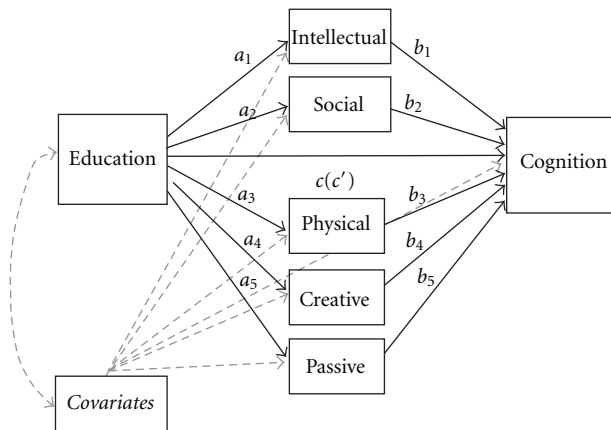 Intellectual
a1
b1
Social
a2
b2
Education
Cognition
c(c′)
a3
b3
Physical
a4
b4
a5
b5
Creative
Passive
Covariates